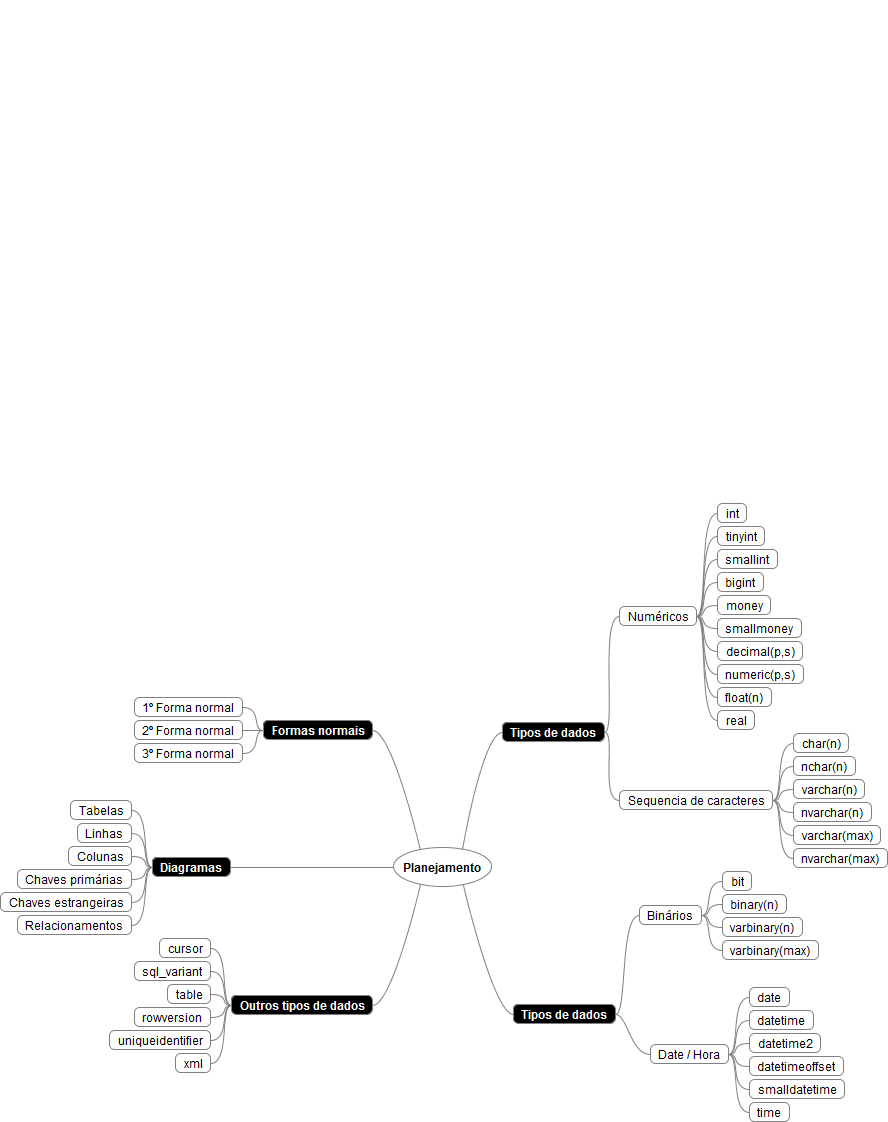 Planejamento
Tipos de dados
Numéricos
int
tinyint
smallint
bigint
money
smallmoney
decimal(p,s)
numeric(p,s)
float(n)
real
Sequencia de caracteres
char(n)
nchar(n)
varchar(n)
nvarchar(n)
varchar(max)
nvarchar(max)
Tipos de dados
Binários
bit
binary(n)
varbinary(n)
varbinary(max)
Date / Hora
date
datetime
datetime2
datetimeoffset
smalldatetime
time
Formas normais
1º Forma normal
2º Forma normal
3º Forma normal
Diagramas
Tabelas
Linhas
Colunas
Chaves primárias
Chaves estrangeiras
Relacionamentos
Outros tipos de dados
cursor
sql_variant
table
rowversion
uniqueidentifier
xml